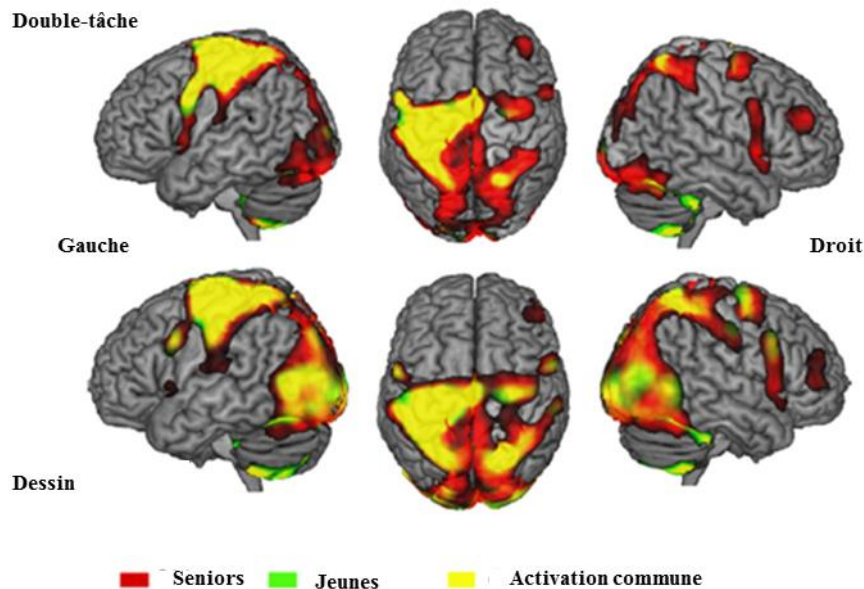 Double-tâche
Gauche
Droit
Dessin
Seniors
Jeunes
Activation commune